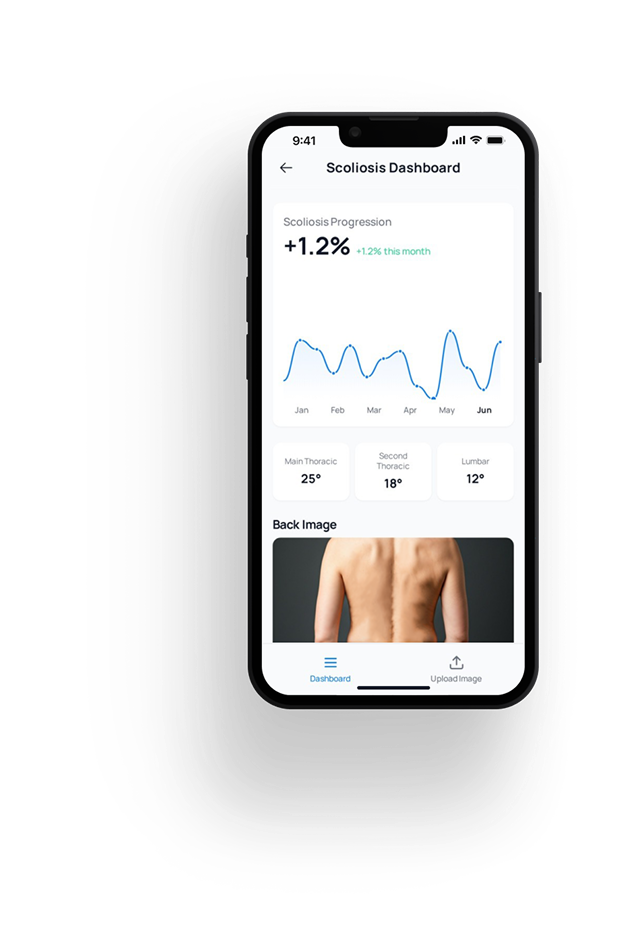 9:41
Scoliosis Dashboard
Scoliosis Progression
+1.2% +1.2% this month
Jan Feb Mar Apr May Jun
Main Thoracic
25°
Second
Thoracic
18°
Lumbar
12°
Back Image
Dashboard
Upload Image